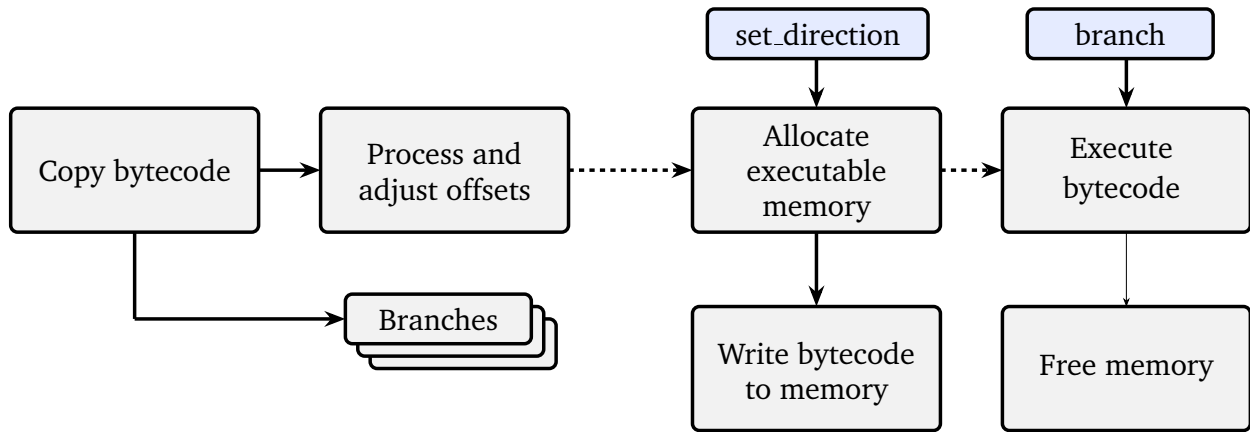 set_direction
branch
Copy bytecode
Process and
adjust offsets
Allocate
executable
memory
Execute
bytecode
Branches
Write bytecode
to memory
Free memory